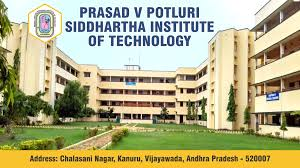 PRASAD V POTLURI
SIDDHARTHA INSTITUTE
OF TECHNOLOGY
Address: Chalasani Nagar, Kanuru, Vijayawada, Andhra Pradesh - 520007